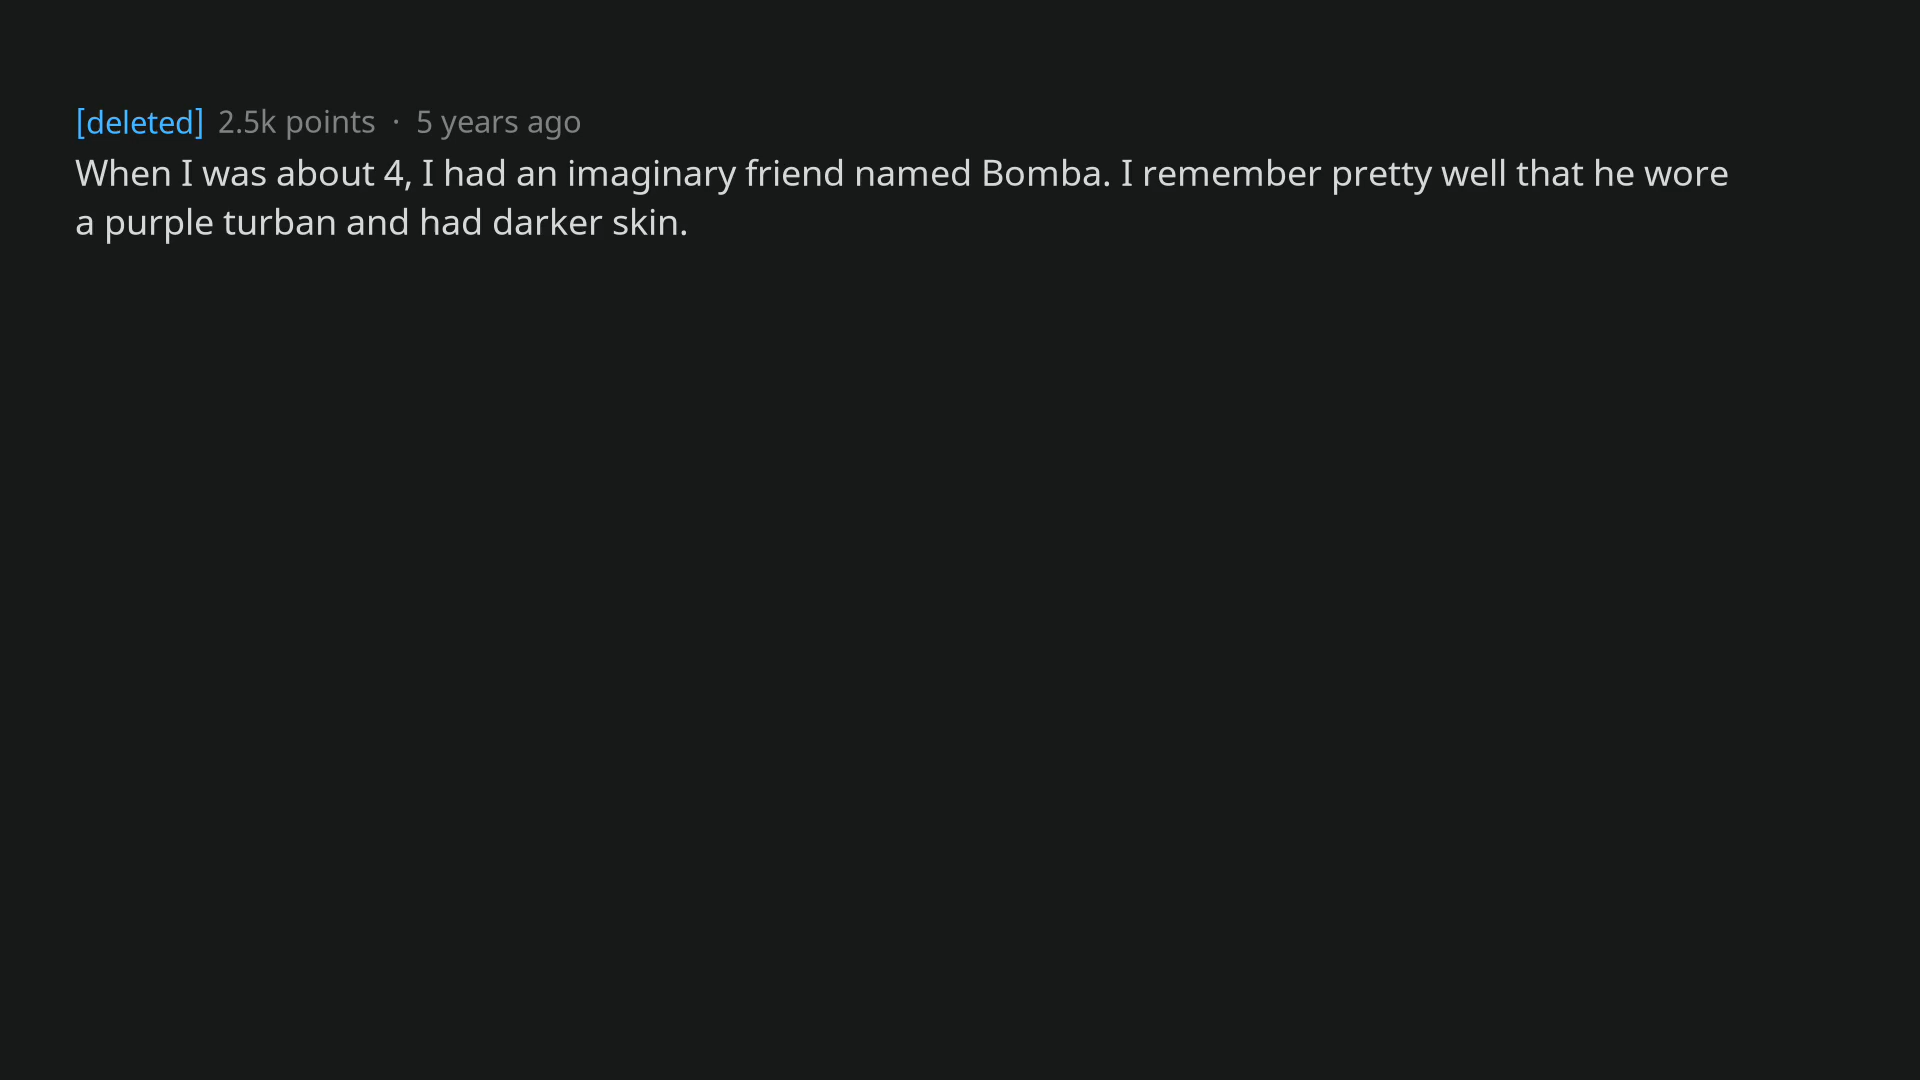 [deleted] 2.5k points · 5 years ago
When I was about 4, I had an imaginary friend named Bomba. I remember pretty well that he wore
a purple turban and had darker skin.